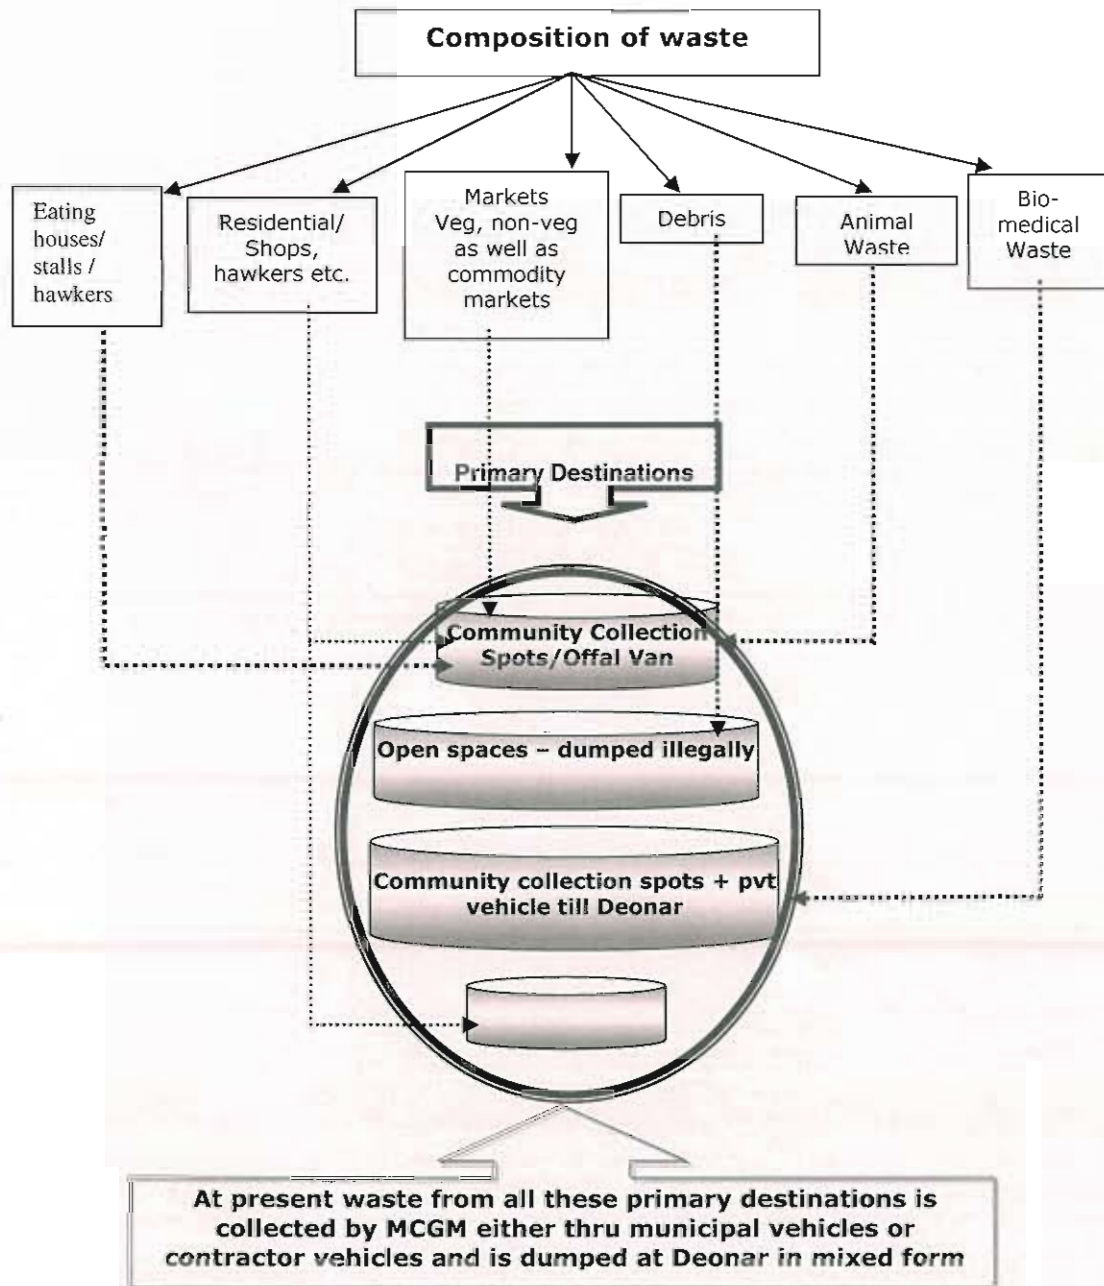 Composition of waste
Eating
houses/
stalls /
hawkers
Residential/
Shops,
hawkers etc.
Markets
Veg, non-veg
as well as
commodity
markets
Debris
Animal
Waste
Bio-
medical
Waste
Primary Destinations
Community Collection
Spots/Offal Van
Open spaces – dumped illegally
Community collection spots + pvt
vehicle till Deonar
At present waste from all these primary destinations is
collected by MCGM either thru municipal vehicles or
contractor vehicles and is dumped at Deonar in mixed form